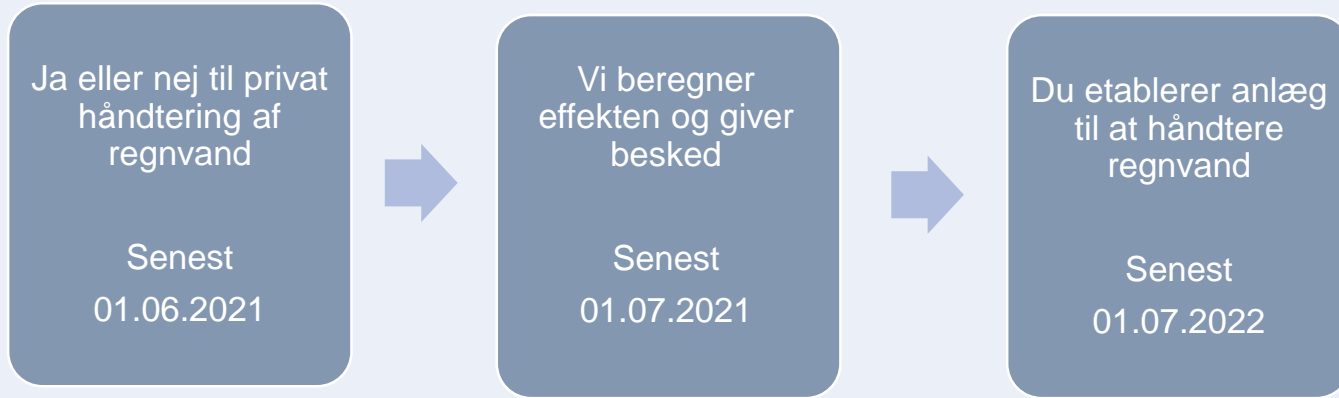 Ja eller nej til privat
håndtering af
regnvand
Senest
01.06.2021
Vi beregner
effekten og giver
besked
Senest
01.07.2021
Du etablerer anlæg
til at håndtere
regnvand
Senest
01.07.2022